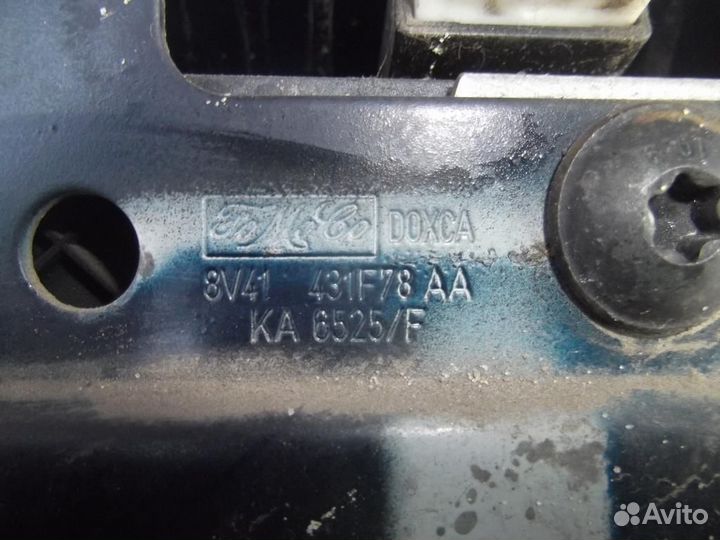 FoMoCo DOXCA
8V41 431F78 AA
KA 6525/F
Avito